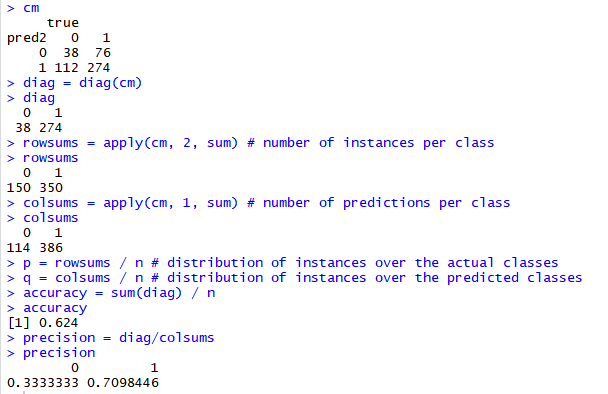 > cm
     true
pred2   0   1
    0  38  76
    1 112 274
> diag = diag(cm)
> diag
  0   1
 38 274
> rowsums = apply(cm, 2, sum) # number of instances per class
> rowsums
  0   1
150 350
> colsums = apply(cm, 1, sum) # number of predictions per class
> colsums
  0   1
114 386
> p = rowsums / n # distribution of instances over the actual classes
> q = colsums / n # distribution of instances over the predicted classes
> accuracy = sum(diag) / n
> accuracy
[1] 0.624
> precision = diag/colsums
> precision
        0         1
0.3333333 0.7098446